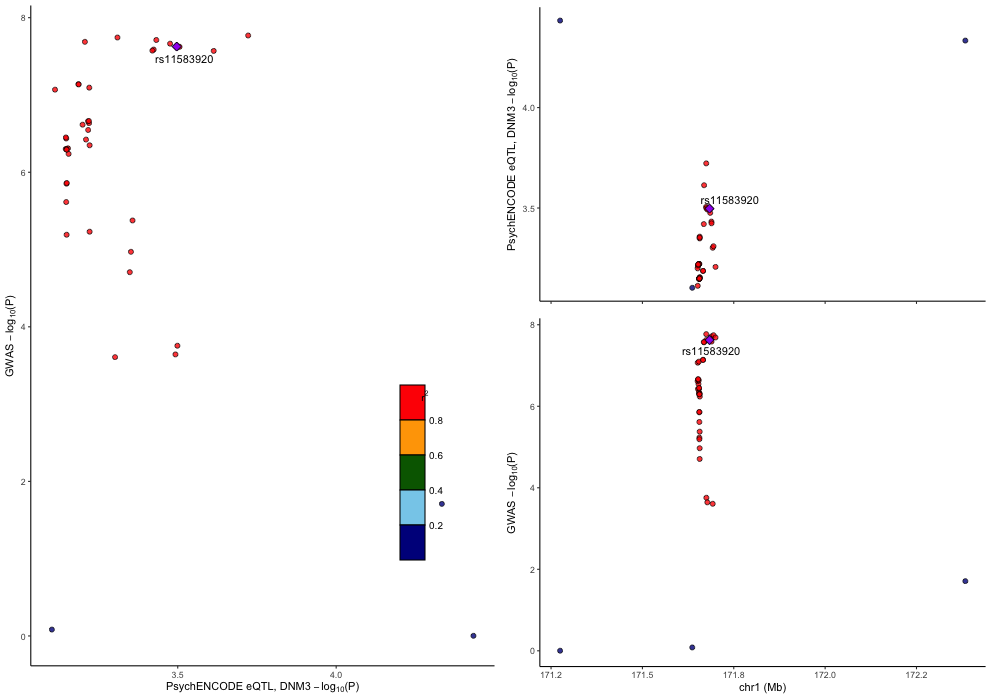 8
6
4
2
0
GWAS −log10(P)
rs11583920
r2
0.8
0.6
0.4
0.2
3.5
4.0
PsychENCODE eQTL, DNM3 −log10(P)
4.0
3.5
PsychENCODE eQTL, DNM3 −log10(P)
rs11583920
8
6
4
2
0
GWAS −log10(P)
rs11583920
171.2
171.5
171.8
172.0
172.2
chr1 (Mb)